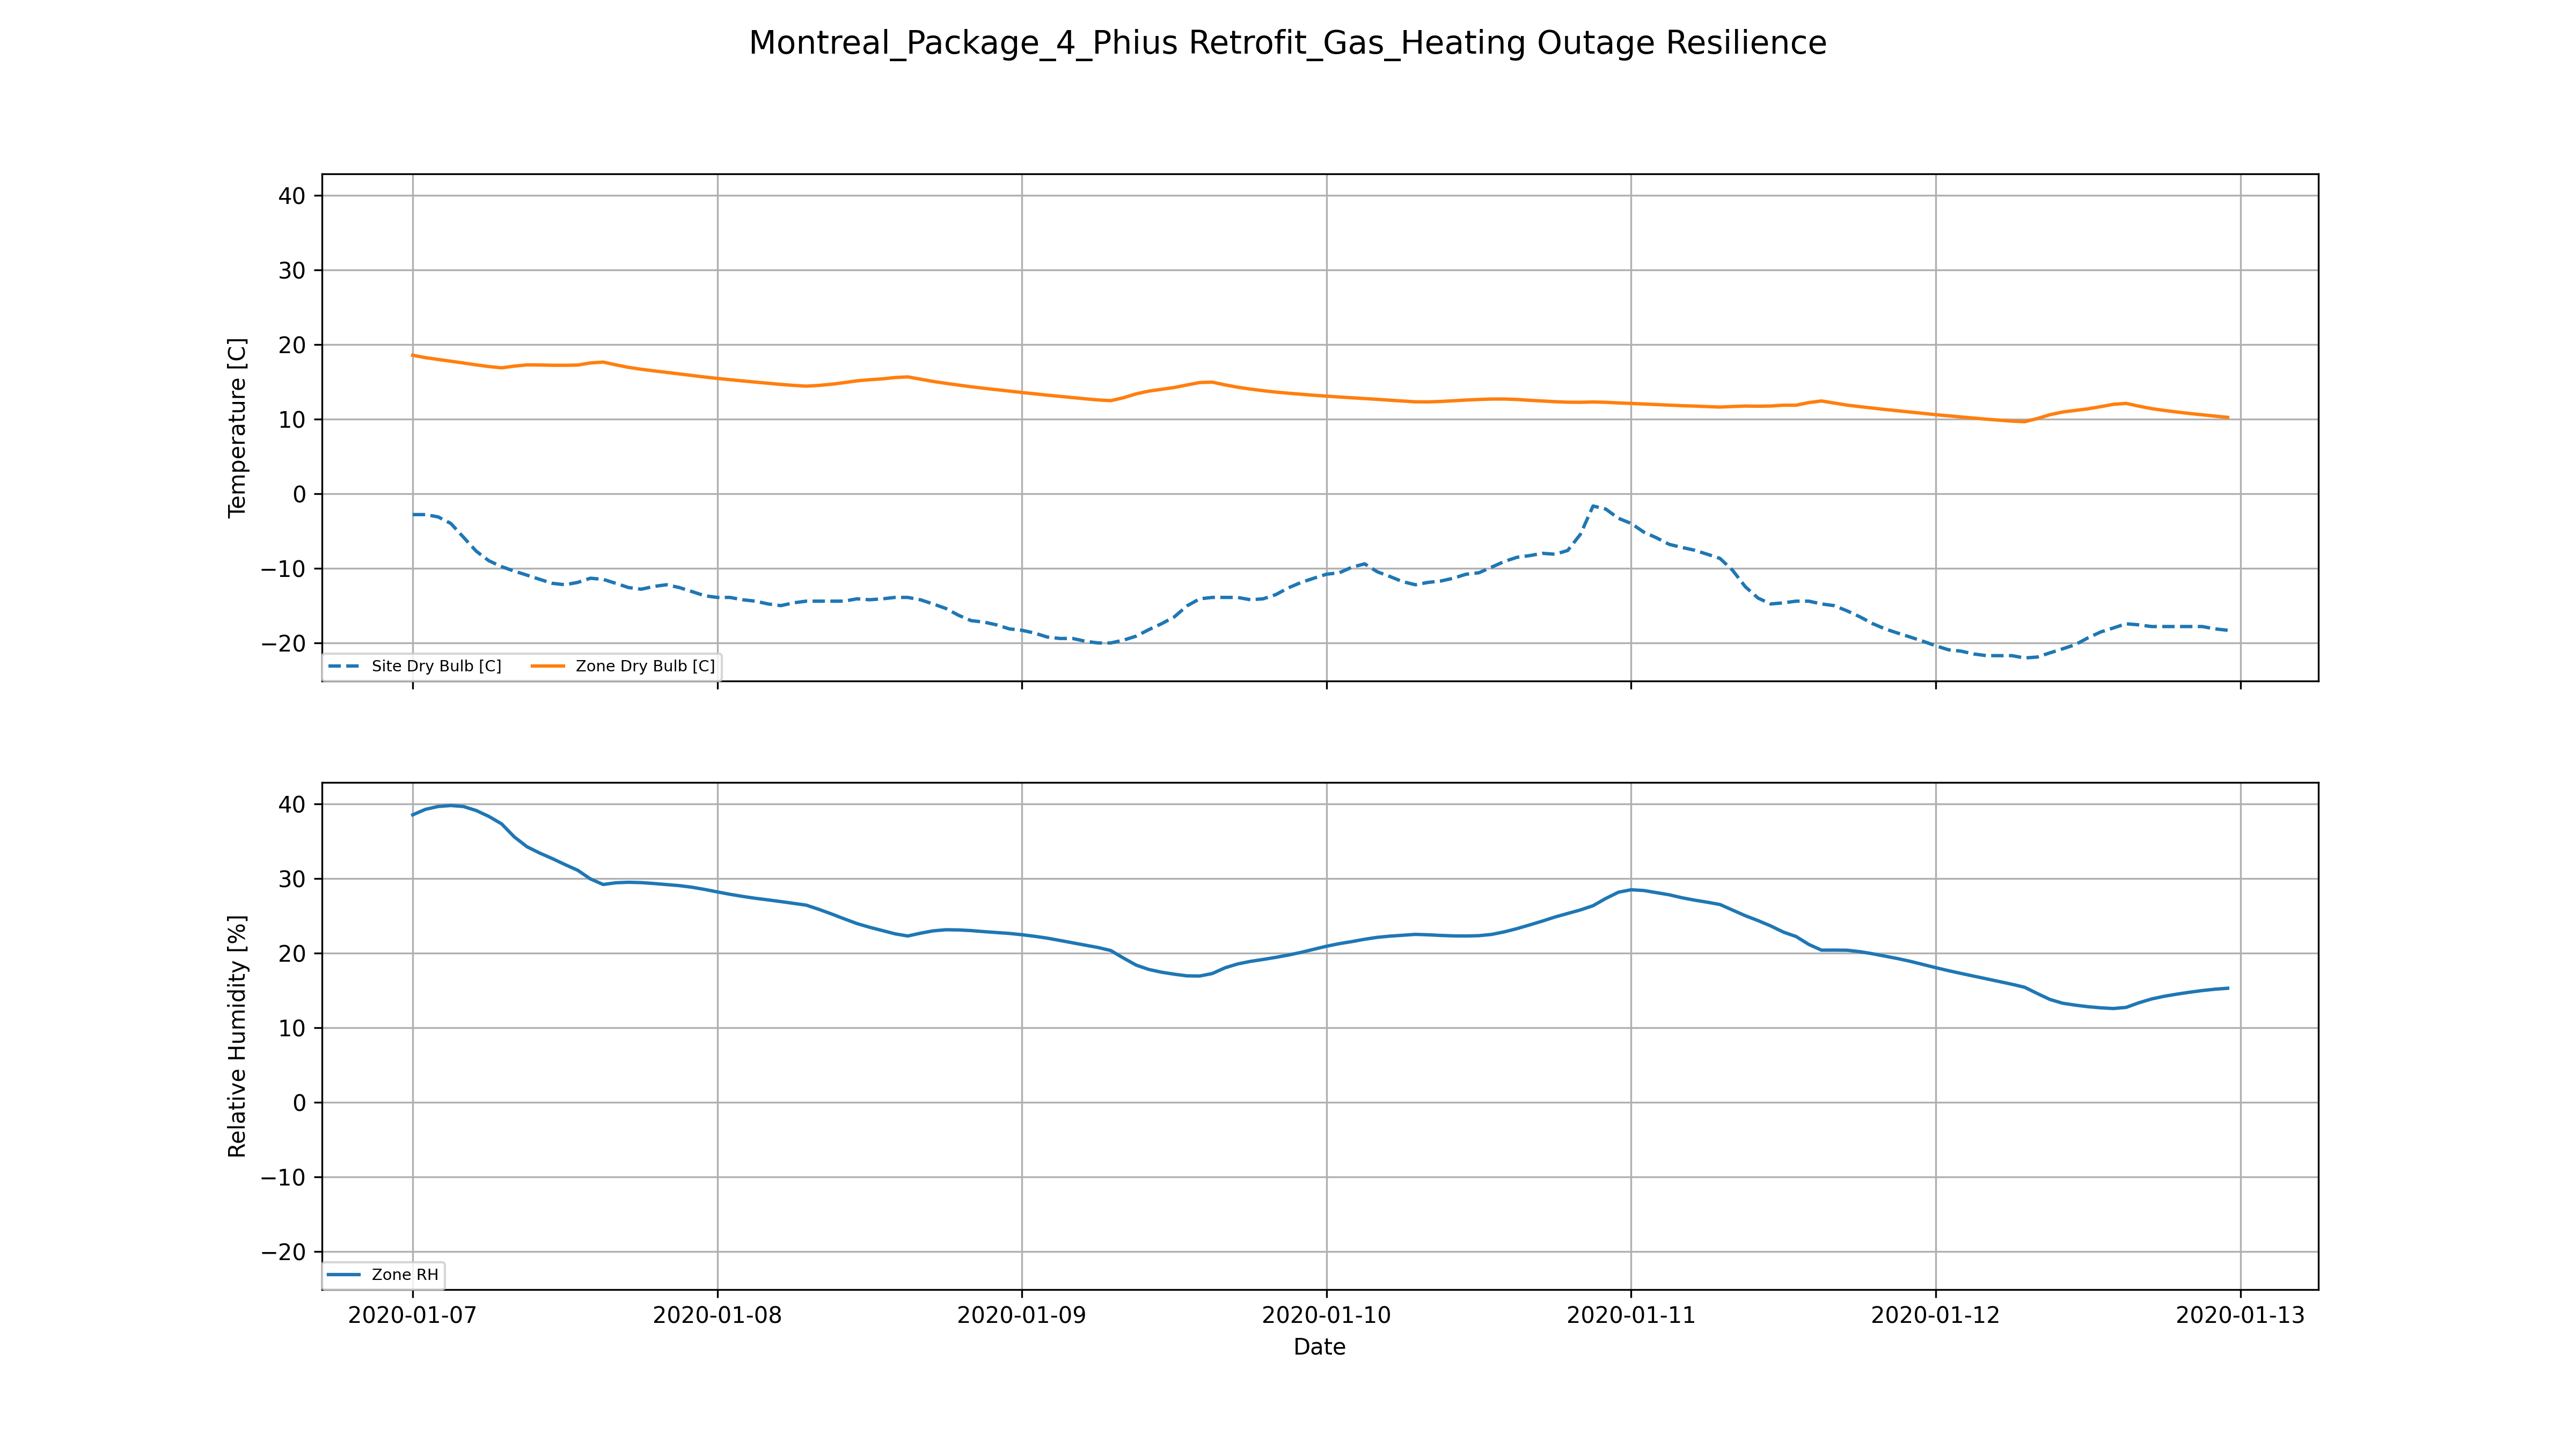 Montreal_Package_4_Phius Retrofit_Gas_Heating Outage Resilience
40
30
20
10
0
−10
−20
Temperature [C]
Site Dry Bulb [C] Zone Dry Bulb [C]
40
30
20
10
0
−10
−20
Relative Humidity [%]
Zone RH
2020-01-07 2020-01-08 2020-01-09 2020-01-10 2020-01-11 2020-01-12 2020-01-13
Date